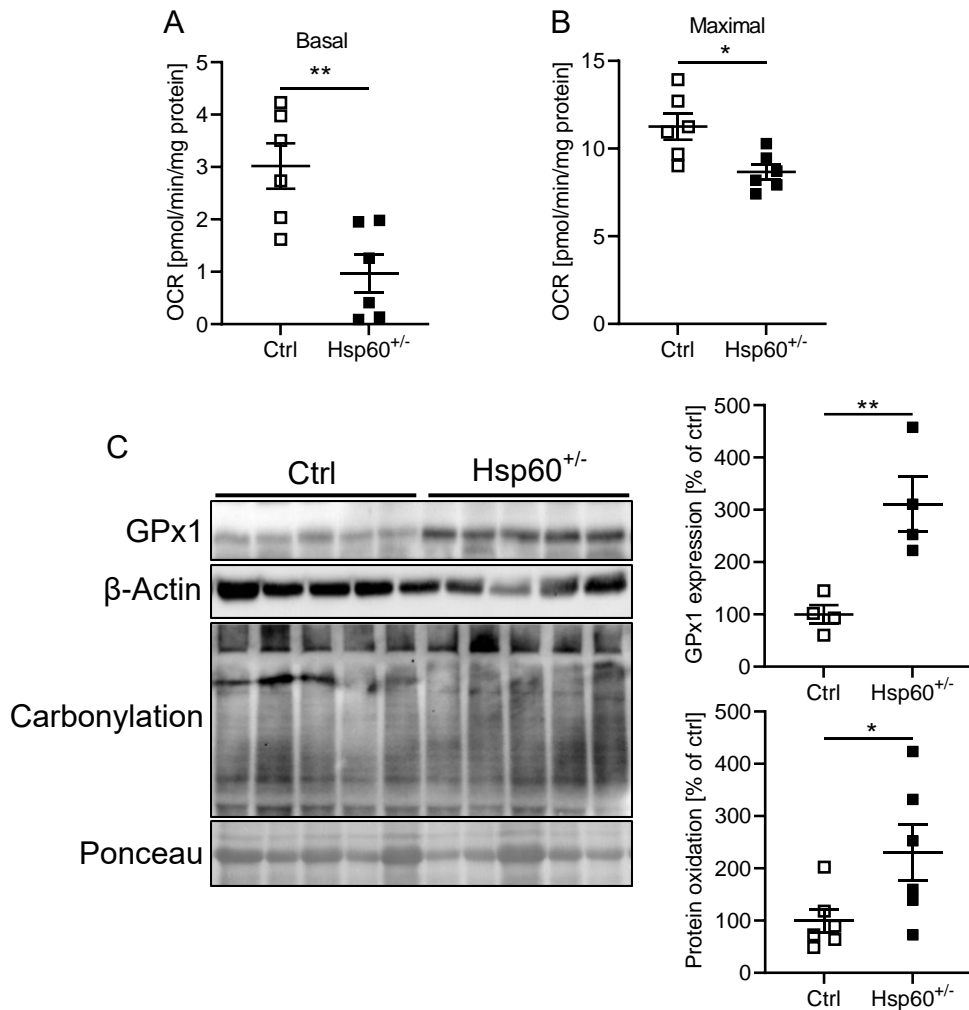 A
Basal
**
OCR [pmol/min/mg protein]
5
4
3
2
1
0
Ctrl
Hsp60+/-
B
Maximal
*
OCR [pmol/min/mg protein]
15
10
5
0
Ctrl
Hsp60+/-
C
Ctrl
Hsp60+/-
GPx1
β-Actin
Carbonylation
Ponceau
**
GPx1 expression [% of ctrl]
500
400
300
200
100
0
Ctrl
Hsp60+/-
*
Protein oxidation [% of ctrl]
500
400
300
200
100
0
Ctrl
Hsp60+/-